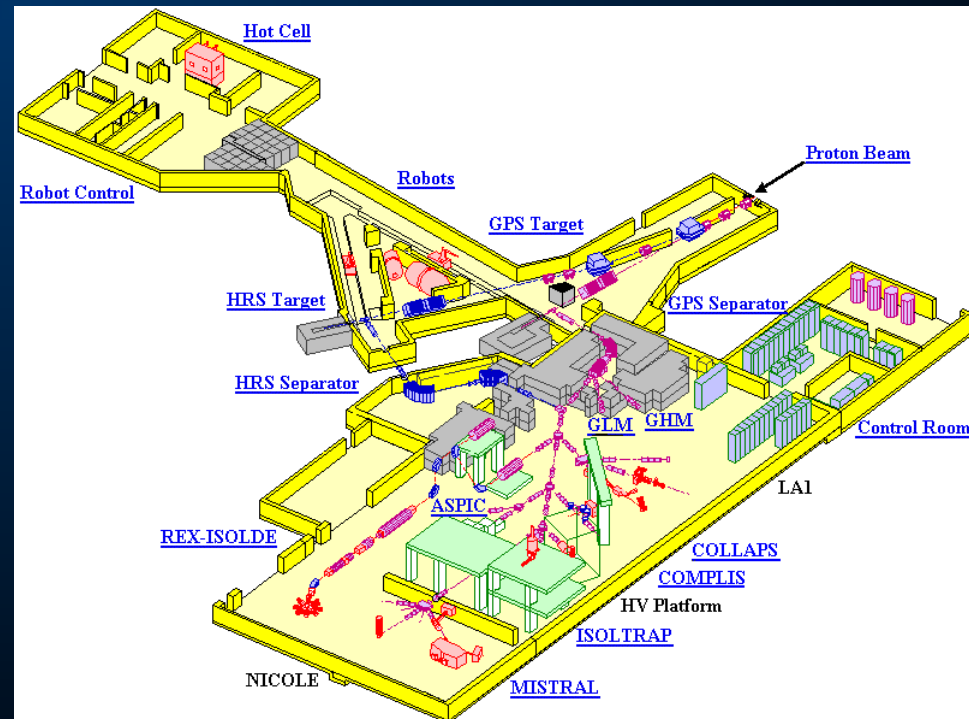 Hot Cell
Proton Beam
Robot Control
Robots
GPS Target
HRS Target
GPS Separator
HRS Separator
GLM
GHM
Control Room
LA1
ASPIC
REX-ISOLDE
COLLAPS
COMPLIS
HV Platform
ISOLTRAP
NICOLE
MISTRAL